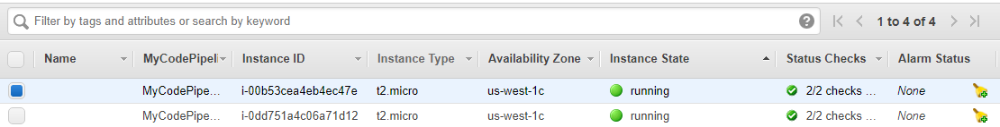 Filter by tags and attributes or search by keyword ? 1 to 4 of 4
Name MyCodePipel Instance ID Instance Type Availability Zone Instance State Status Checks Alarm Status
MyCodePipe... i-00b53cea4eb4ec47e t2.micro us-west-1c running 2/2 checks ... None
MyCodePipe... i-0dd751a4c06a71d12 t2.micro us-west-1c running 2/2 checks ... None